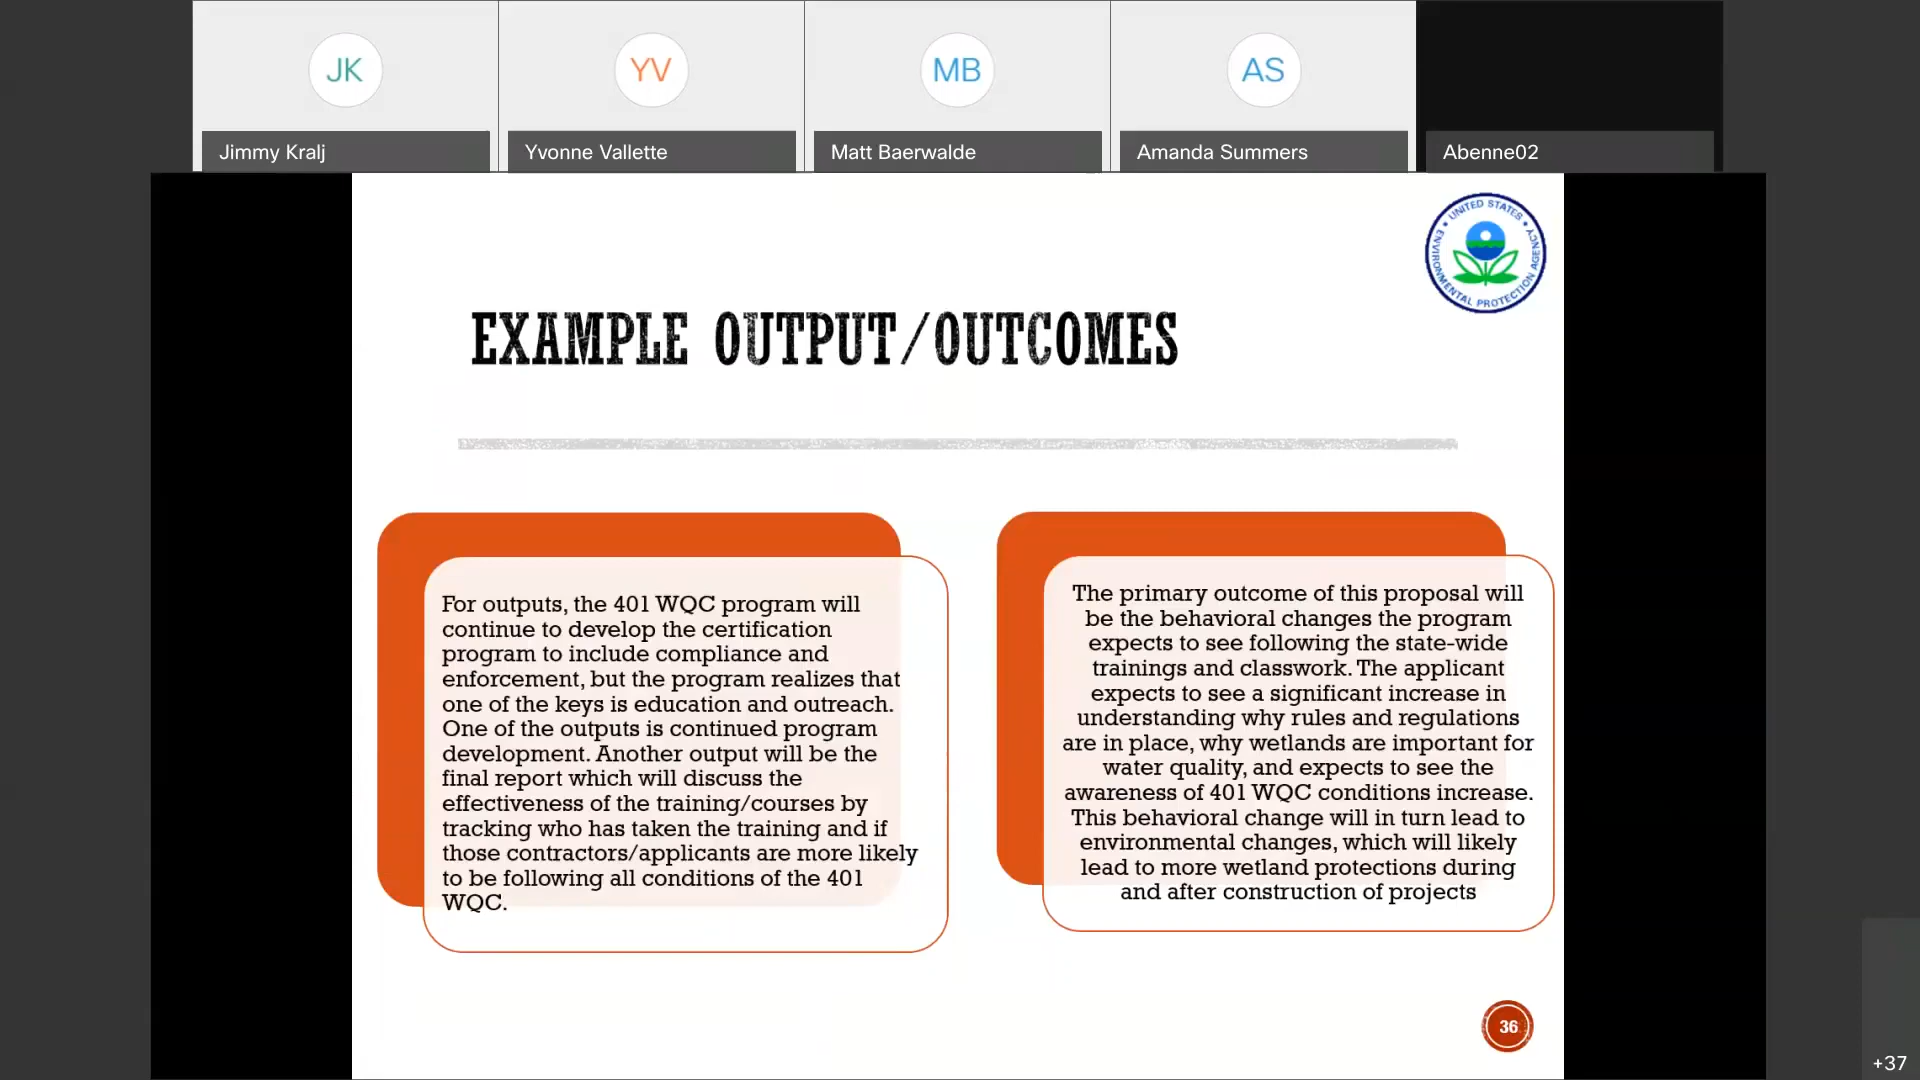 JK
YV
MB
AS
Jimmy Kralj
Yvonne Vallette
Matt Baerwalde
Amanda Summers
Abenne02
UNITED STATES
ENVIRONMENTAL PROTECTION AGENCY
EXAMPLE OUTPUT/OUTCOMES
For outputs, the 401 WQC program will
continue to develop the certification
program to include compliance and
enforcement, but the program realizes that
one of the keys is education and outreach.
One of the outputs is continued program
development. Another output will be the
final report which will discuss the
effectiveness of the training/courses by
tracking who has taken the training and if
those contractors/applicants are more likely
to be following all conditions of the 401
WQC.
The primary outcome of this proposal will
be the behavioral changes the program
expects to see following the state-wide
trainings and classwork. The applicant
expects to see a significant increase in
understanding why rules and regulations
are in place, why wetlands are important for
water quality, and expects to see the
awareness of 401 WQC conditions increase.
This behavioral change will in turn lead to
environmental changes, which will likely
lead to more wetland protections during
and after construction of projects
36
+37